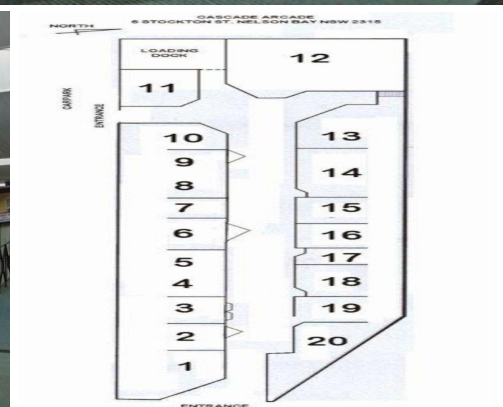 CASCADE ARCADE
6 STOCKTON ST. NELSON BAY NSW 2315
NORTH
LOADING
DOCK
12
11
CARPARK
ENTRANCE
10
13
9
14
8
7
15
6
16
17
5
18
4
3
19
2
20
1
ENTRANCE